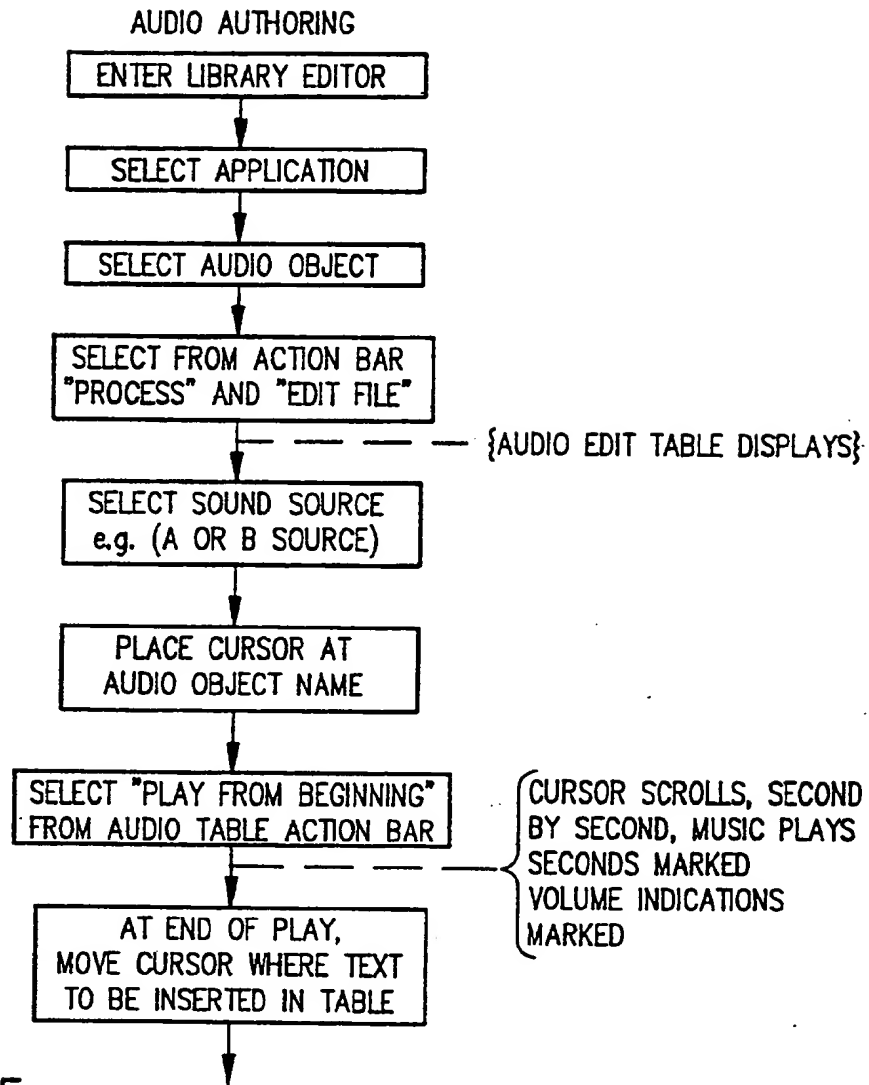 AUDIO AUTHORING
ENTER LIBRARY EDITOR
SELECT APPLICATION
SELECT AUDIO OBJECT
SELECT FROM ACTION BAR
"PROCESS" AND "EDIT FILE"
{AUDIO EDIT TABLE DISPLAYS}
SELECT SOUND SOURCE
e.g. (A OR B SOURCE)
PLACE CURSOR AT
AUDIO OBJECT NAME
SELECT "PLAY FROM BEGINNING"
FROM AUDIO TABLE ACTION BAR
CURSOR SCROLLS, SECOND
BY SECOND, MUSIC PLAYS
SECONDS MARKED
VOLUME INDICATIONS
MARKED
AT END OF PLAY,
MOVE CURSOR WHERE TEXT
TO BE INSERTED IN TABLE